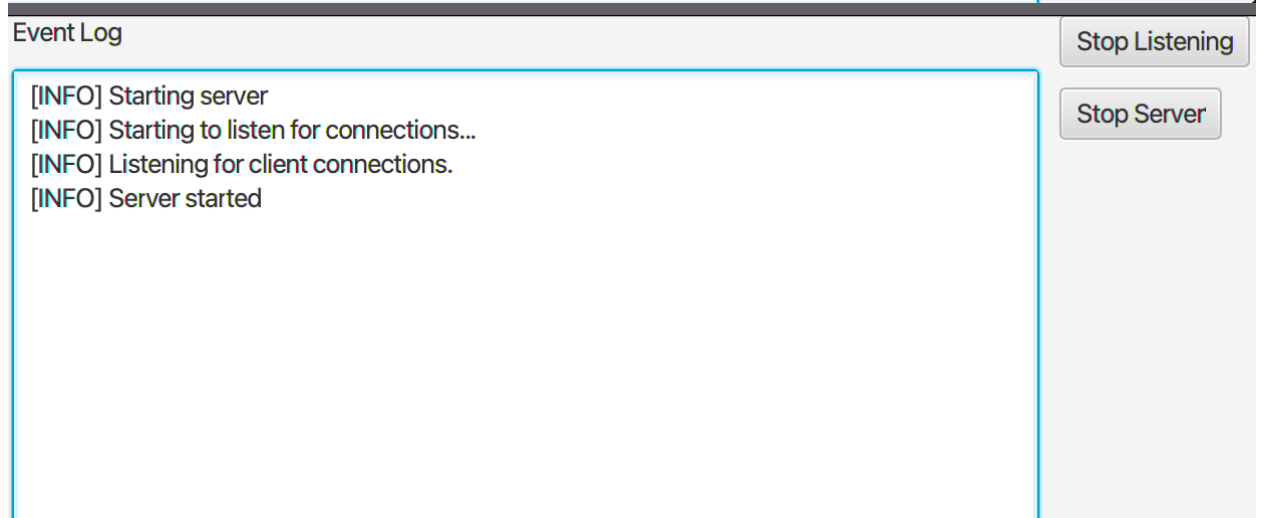 Event Log
Stop Listening
[INFO] Starting server
Stop Server
[INFO] Starting to listen for connections...
[INFO] Listening for client connections.
[INFO] Server started